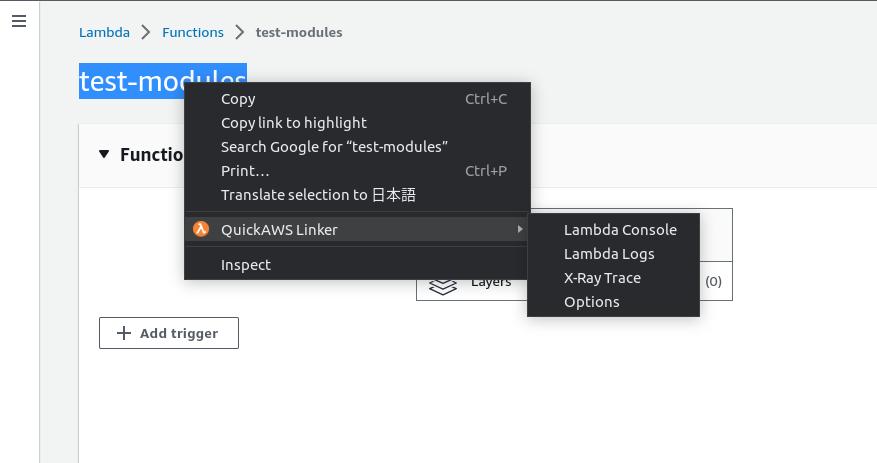 Lambda > Functions > test-modules
test-modules
Copy Ctrl+C
Copy link to highlight
Search Google for “test-modules”
Print… Ctrl+P
Translate selection to 日本語
QuickAWS Linker
Inspect
Lambda Console
Lambda Logs
X-Ray Trace
Options
Functio
Layers (0)
+ Add trigger